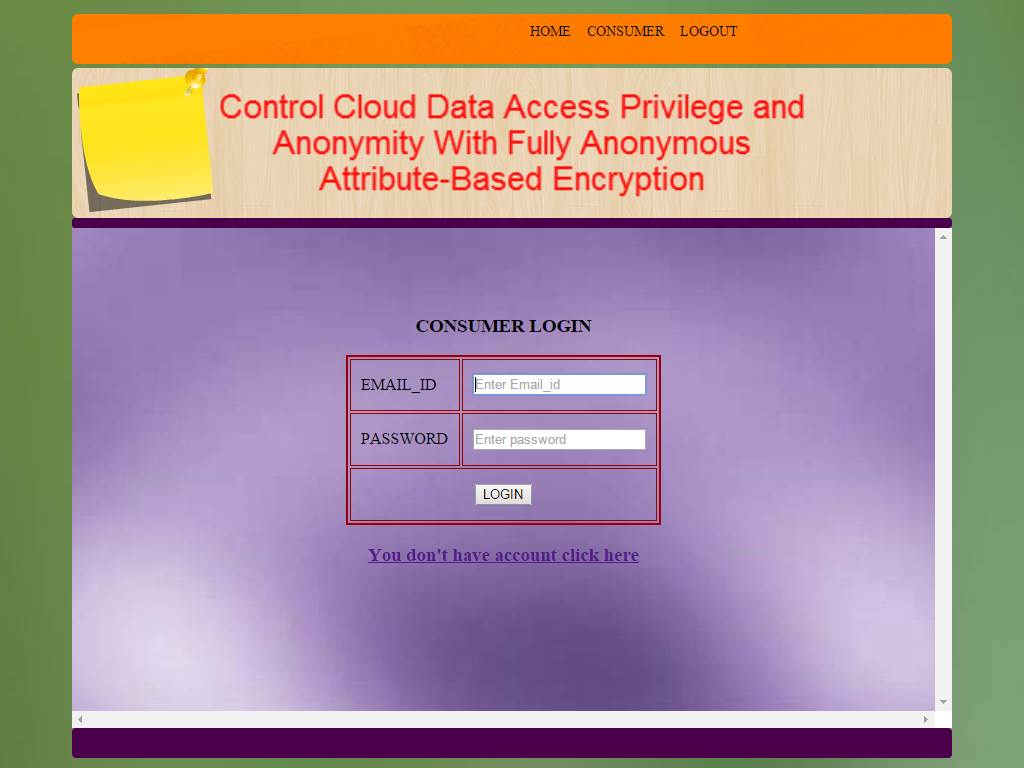 HOME CONSUMER LOGOUT
Control Cloud Data Access Privilege and
Anonymity With Fully Anonymous
Attribute-Based Encryption
CONSUMER LOGIN
EMAIL_ID Enter Email_id
PASSWORD Enter password
LOGIN
You don't have account click here